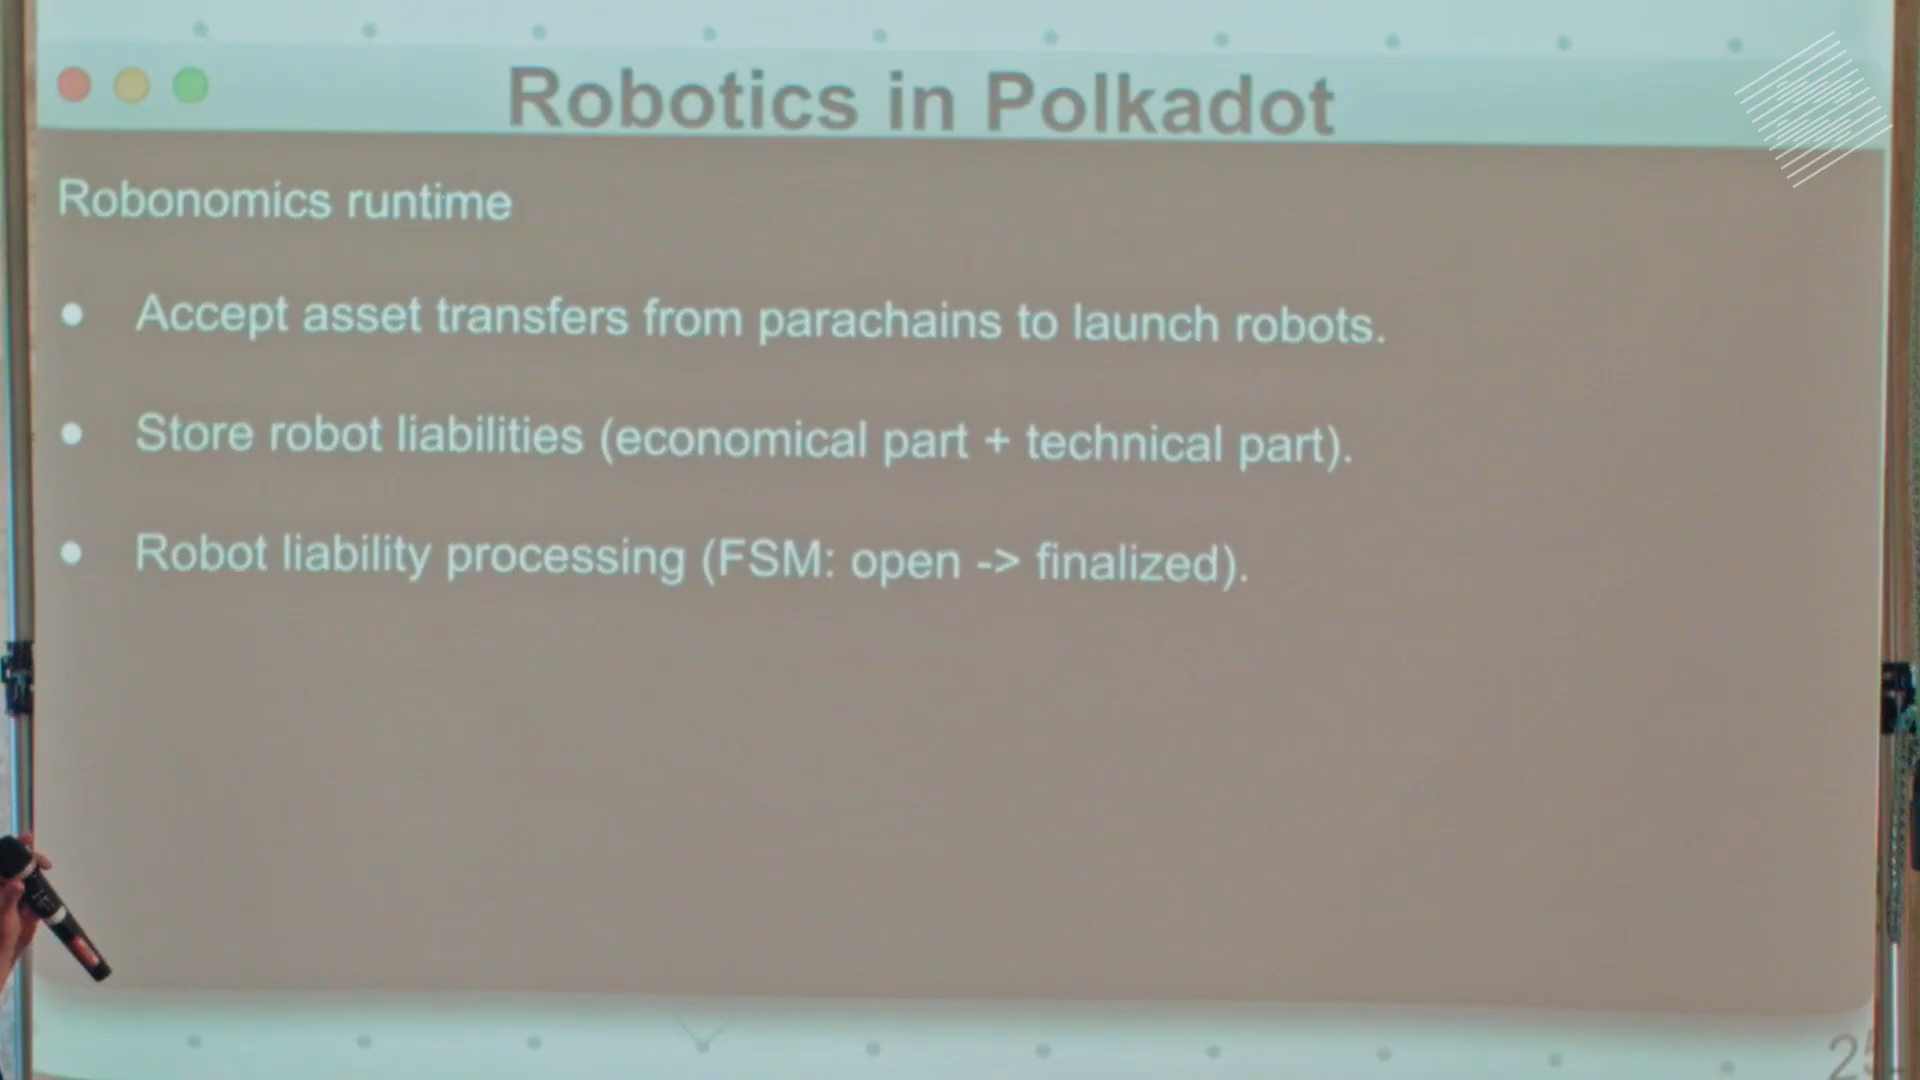 Robotics in Polkadot
Robonomics runtime
● Accept asset transfers from parachains to launch robots.
● Store robot liabilities (economical part + technical part).
● Robot liability processing (FSM: open -> finalized).